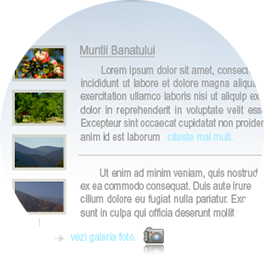 Muntii Banatului
Lorem ipsum dolor sit amet, consect
incididunt ut labore et dolore magna aliqua
exercitation ullamco laboris nisi ut aliquip ex
dolor in reprehenderit in voluptate velit ess
Excepteur sint occaecat cupidatat non proider
anim id est laborum citeste mai mult.
Ut enim ad minim veniam, quis nostrud
ex ea commodo consequat. Duis aute irure
cillum dolore eu fugiat nulla pariatur. Exc
sunt in culpa qui officia deserunt mollit
vezi galeria foto.